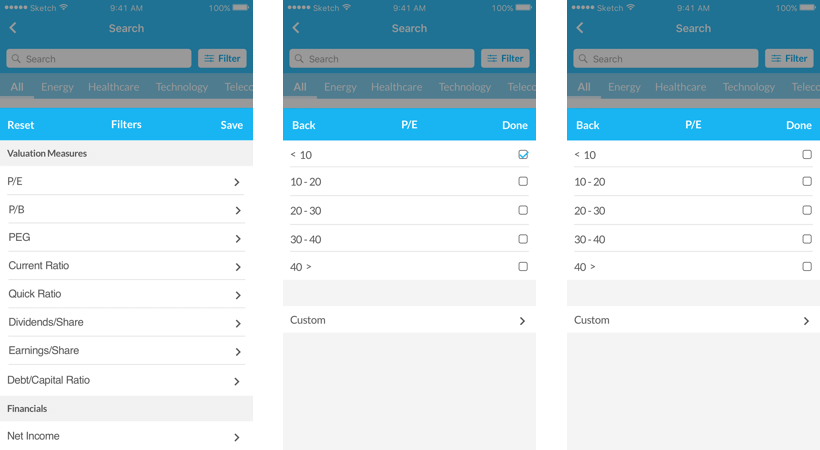 Sketch 9:41 AM 100%
Search
Search Filter
All Energy Healthcare Technology Teleco
Reset Filters Save
Valuation Measures
P/E
P/B
PEG
Current Ratio
Quick Ratio
Dividends/Share
Earnings/Share
Debt/Capital Ratio
Financials
Net Income
Sketch 9:41 AM 100%
Search
Search Filter
All Energy Healthcare Technology Teleco
Back P/E Done
< 10
10 - 20
20 - 30
30 - 40
40 >
Custom
Sketch 9:41 AM 100%
Search
Search Filter
All Energy Healthcare Technology Teleco
Back P/E Done
< 10
10 - 20
20 - 30
30 - 40
40 >
Custom